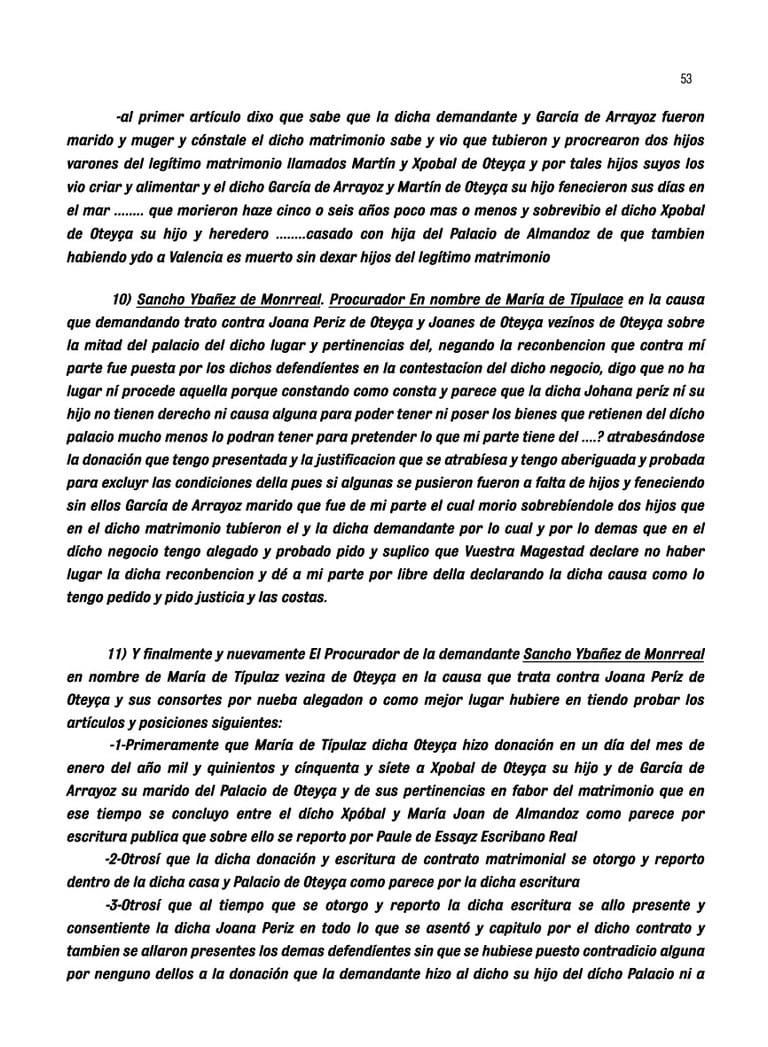 53
-al primer artículo dixo que sabe que la dicha demandante y García de Arrayoz fueron
marido y muger y cónstale el dicho matrimonio sabe y vio que tubieron y procrearon dos hijos
varones del legítimo matrimonio llamados Martín y Xpobal de Oteyça y por tales hijos suyos los
vio criar y alimentar y el dicho García de Arrayoz y Martín de Oteyça su hijo fenecieron sus días en
el mar ........ que morieron haze cinco o seis años poco mas o menos y sobrevibio el dicho Xpobal
de Oteyça su hijo y heredero ........casado con hija del Palacio de Almandoz de que tambien
habiendo ydo a Valencia es muerto sin dexar hijos del legítimo matrimonio
10) Sancho Ybañez de Monrreal. Procurador En nombre de María de Típulace en la causa
que demandando trato contra Joana Periz de Oteyça y Joanes de Oteyça vezínos de Oteyça sobre
la mitad del palacio del dicho lugar y pertinencias del, negando la reconbencion que contra mí
parte fue puesta por los dichos defendíentes en la contestacíon del dicho negocio, digo que no ha
lugar ní procede aquella porque constando como consta y parece que la dicha Johana períz ní su
hijo no tienen derecho ni causa alguna para poder tener ni poser los bienes que retienen del dícho
palacio mucho menos lo podran tener para pretender lo que mi parte tiene del ....? atrabesándose
la donación que tengo presentada y la justificacion que se atrabíesa y tengo aberiguada y probada
para excluyr las condiciones della pues si algunas se pusieron fueron a falta de hijos y feneciendo
sin ellos García de Arrayoz marido que fue de mi parte el cual morio sobrebíendole dos hijos que
en el dicho matrimonio tubíeron el y la dicha demandante por lo cual y por lo demas que en el
dícho negocio tengo alegado y probado pido y suplico que Vuestra Magestad declare no haber
lugar la dicha reconbencion y dé a mi parte por libre della declarando la dicha causa como lo
tengo pedido y pido justicia y las costas.
11) Y finalmente y nuevamente El Procurador de la demandante Sancho Ybañez de Monrreal
en nombre de María de Típulaz vezina de Oteyça en la causa que trata contra Joana Períz de
Oteyça y sus consortes por nueba alegadon o como mejor lugar hubiere en tiendo probar los
artículos y posiciones siguientes:
-1-Primeramente que María de Típulaz dicha Oteyça hizo donación en un día del mes de
enero del año mil y quinientos y cínquenta y síete a Xpobal de Oteyça su hijo y de García de
Arrayoz su marido del Palacio de Oteyça y de sus pertinencias en fabor del matrimonio que en
ese tiempo se concluyo entre el dícho Xpóbal y María Joan de Almandoz como parece por
escritura publica que sobre ello se reporto por Paule de Essayz Escribano Real
-2-Otrosí que la dicha donación y escritura de contrato matrimonial se otorgo y reporto
dentro de la dicha casa y Palacio de Oteyça como parece por la dicha escritura
-3-Otrosí que al tiempo que se otorgo y reporto la dicha escritura se allo presente y
consentiente la dicha Joana Periz en todo lo que se asentó y capitulo por el dicho contrato y
tambien se allaron presentes los demas defendíentes sin que se hubiese puesto contradicio alguna
por nenguno dellos a la donación que la demandante hizo al dicho su hijo del dícho Palacio ni a